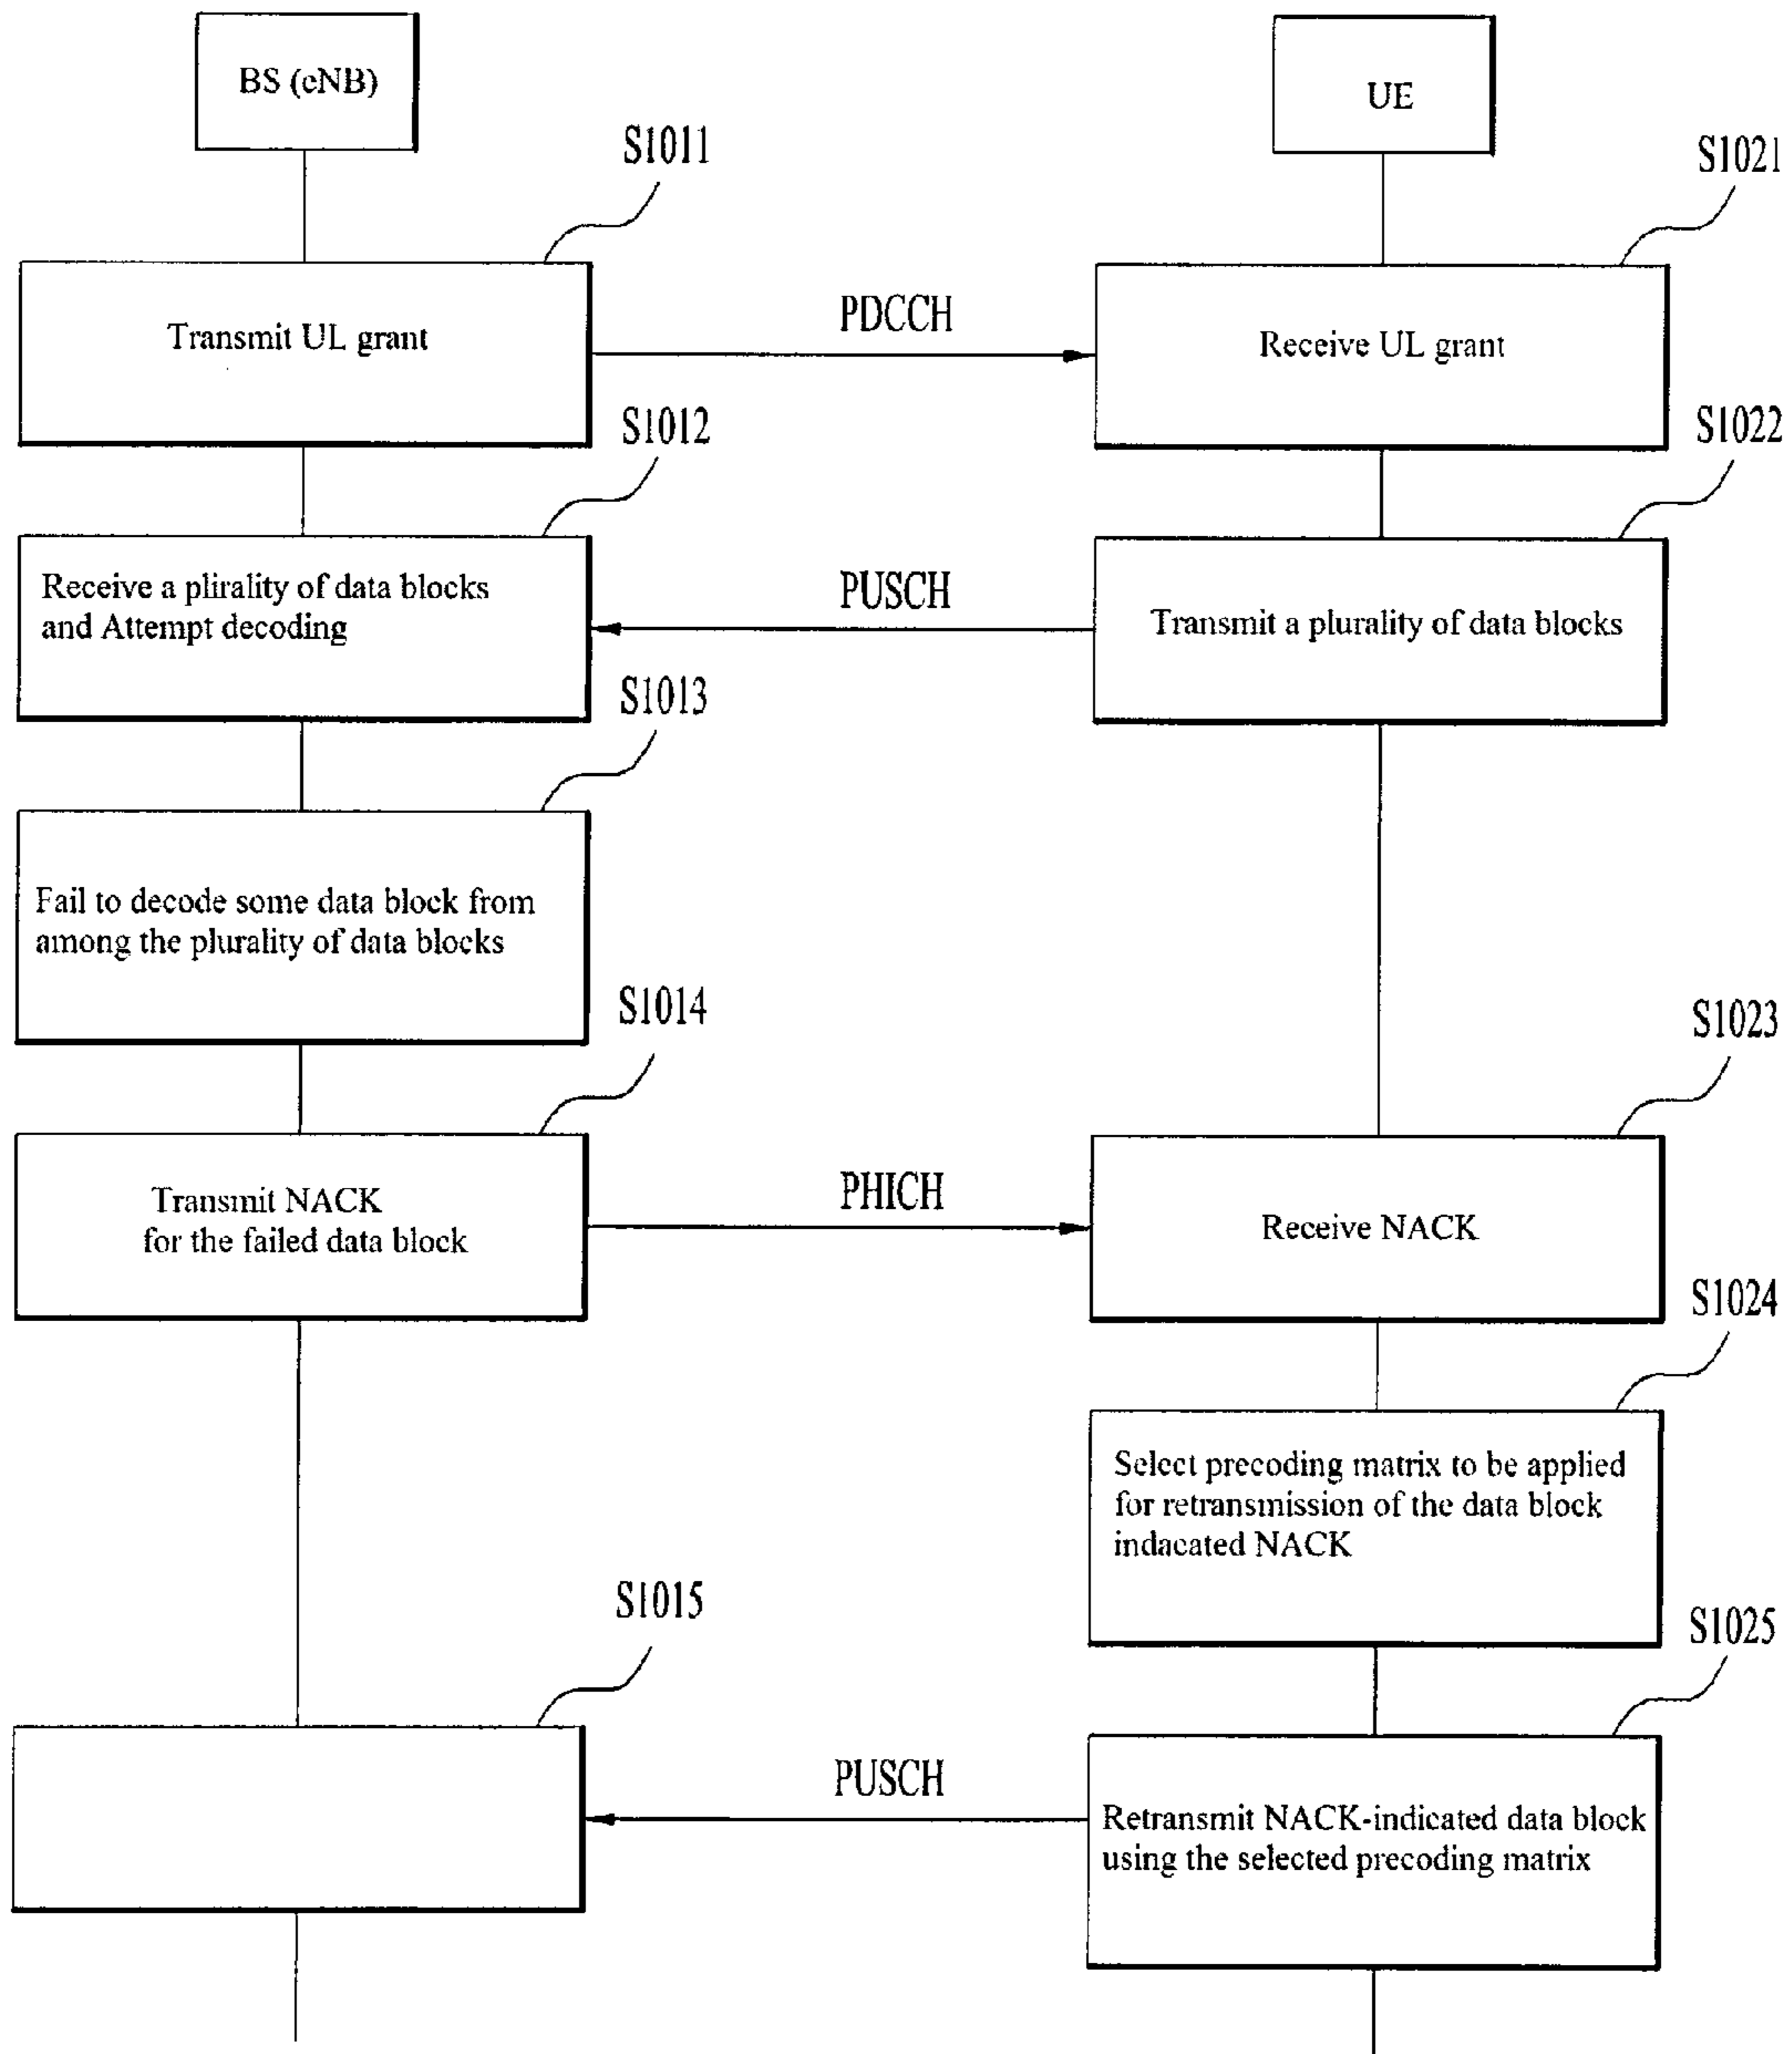 BS (eNB)
UE
S1011
S1021
Transmit UL grant
PDCCH
Receive UL grant
S1012
S1022
Receive a plirality of data blocks
and Attempt decoding
PUSCH
Transmit a plurality of data blocks
S1013
Fail to decode some data block from
among the plurality of data blocks
S1014
S1023
Transmit NACK
for the failed data block
PHICH
Receive NACK
S1024
Select precoding matrix to be applied
for retransmission of the data block
indacated NACK
S1015
S1025
PUSCH
Retransmit NACK-indicated data block
using the selected precoding matrix